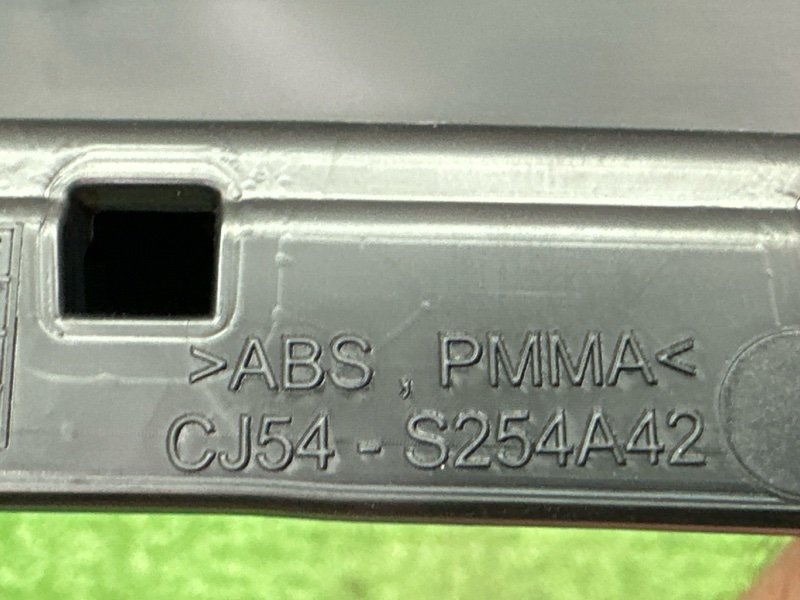 >ABS , PMMA<
CJ54 - S254A42